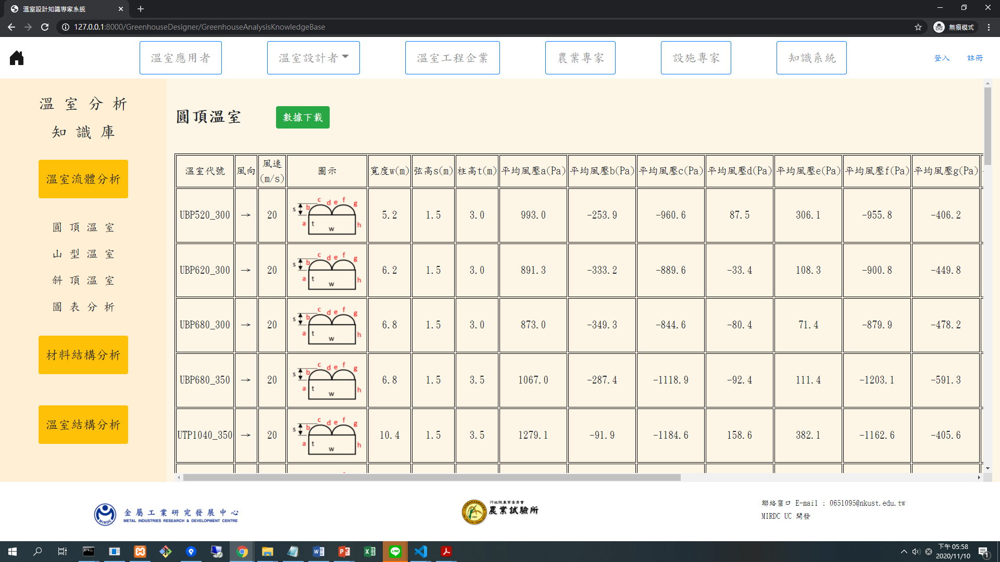 溫室設計知識專家系統
127.0.0.1:8000/GreenhouseDesigner/GreenhouseAnalysisKnowledgeBase
無痕模式
溫室應用者 溫室設計者 溫室工程企業 農業專家 設施專家 知識系統 登入 註冊
溫室分析
知識庫
溫室流體分析
圓頂溫室
山型溫室
斜頂溫室
圖表分析
材料結構分析
溫室結構分析
圓頂溫室 數據下載
溫室代號 風向 風速(m/s) 圖示 寬度w(m) 弦高s(m) 柱高t(m) 平均風壓a(Pa) 平均風壓b(Pa) 平均風壓c(Pa) 平均風壓d(Pa) 平均風壓e(Pa) 平均風壓f(Pa) 平均風壓g(Pa)
UBP520_300 → 20 s a b c d e f g h t w 5.2 1.5 3.0 993.0 -253.9 -960.6 87.5 306.1 -955.8 -406.2
UBP620_300 → 20 s a b c d e f g h t w 6.2 1.5 3.0 891.3 -333.2 -889.6 -33.4 108.3 -900.8 -449.8
UBP680_300 → 20 s a b c d e f g h t w 6.8 1.5 3.0 873.0 -349.3 -844.6 -80.4 71.4 -879.9 -478.2
UBP680_350 → 20 s a b c d e f g h t w 6.8 1.5 3.5 1067.0 -287.4 -1118.9 -92.4 111.4 -1203.1 -591.3
UTP1040_350 → 20 s a b c d e f g h t w 10.4 1.5 3.5 1279.1 -91.9 -1184.6 158.6 382.1 -1162.6 -405.6
MIRDC
金屬工業研究發展中心
METAL INDUSTRIES RESEARCH & DEVELOPMENT CENTRE
行政院農業委員會
農業試驗所
聯絡窗口 E-mail : 0651095@nkust.edu.tw
MIRDC UC 開發
LINE
下午 05:58
2020/11/10
1